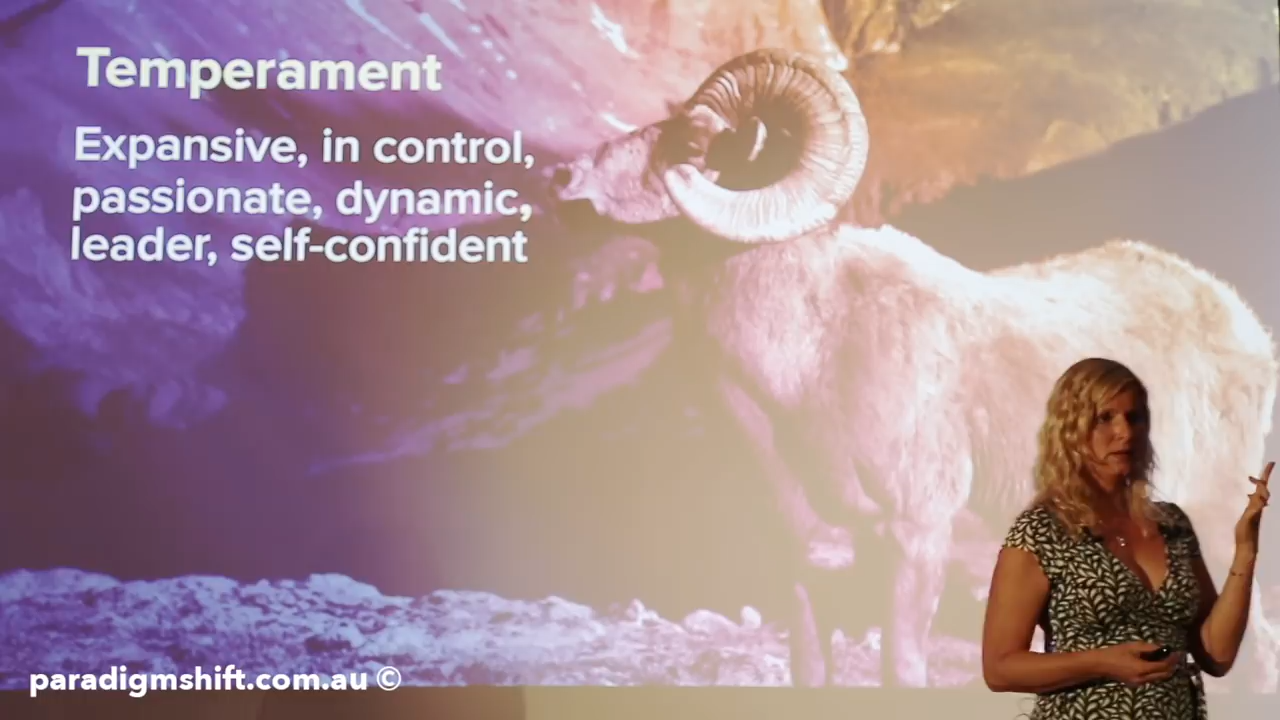 Temperament
Expansive, in control,
passionate, dynamic,
leader, self-confident
paradigmshift.com.au ©